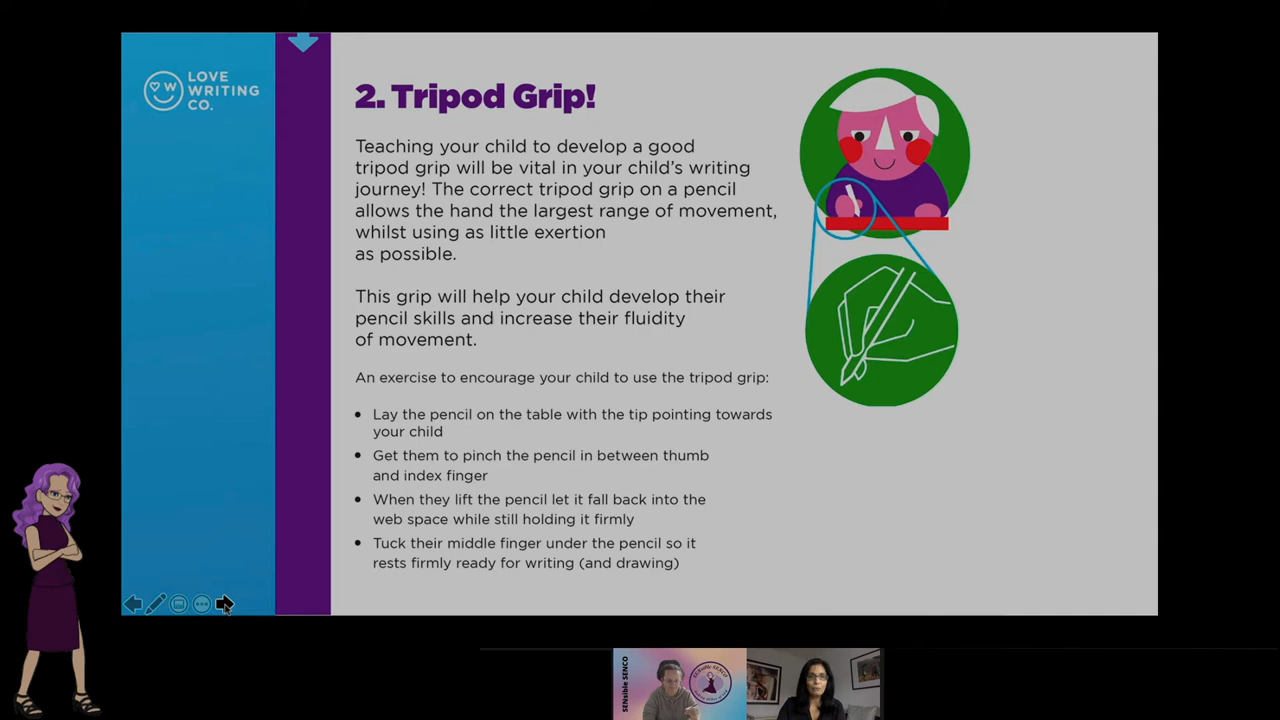 LOVE
WRITING
CO.
2. Tripod Grip!
Teaching your child to develop a good
tripod grip will be vital in your child's writing
journey! The correct tripod grip on a pencil
allows the hand the largest range of movement,
whilst using as little exertion
as possible.
This grip will help your child develop their
pencil skills and increase their fluidity
of movement.
An exercise to encourage your child to use the tripod grip:
• Lay the pencil on the table with the tip pointing towards
your child
• Get them to pinch the pencil in between thumb
and index finger
• When they lift the pencil let it fall back into the
web space while still holding it firmly
• Tuck their middle finger under the pencil so it
rests firmly ready for writing (and drawing)
SENsible SENCO
SENsible SENCO